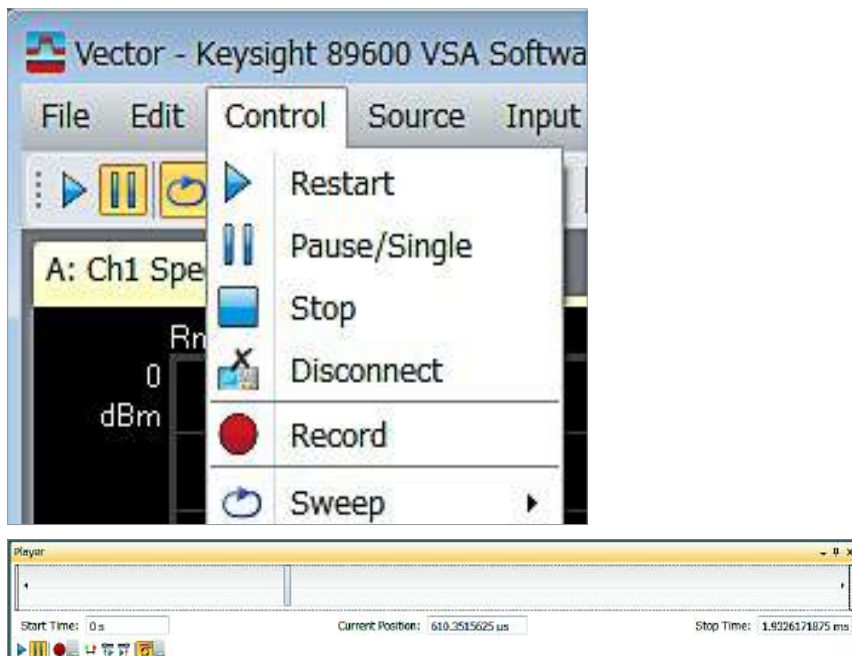 Vector - Keysight 89600 VSA Softwa
File Edit Control Source Input
Restart
A: Ch1 Spe
Pause/Single
Stop
Rn
0
Disconnect
dBm
Record
Sweep
Player
Start Time: 0 s Current Position: 610.3515625 us Stop Time: 1.9326171875 ms